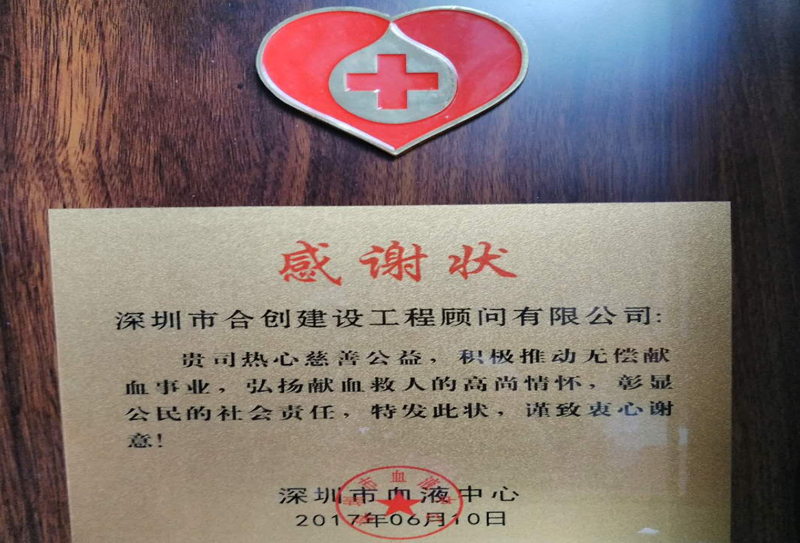 感谢状
深圳市合创建设工程顾问有限公司:
贵司热心慈善公益，积极推动无偿献
血事业，弘扬献血救人的高尚情怀，彰显
公民的社会责任，特发此状，谨致衷心谢
意!
深圳市血液中心
2017年06月10日